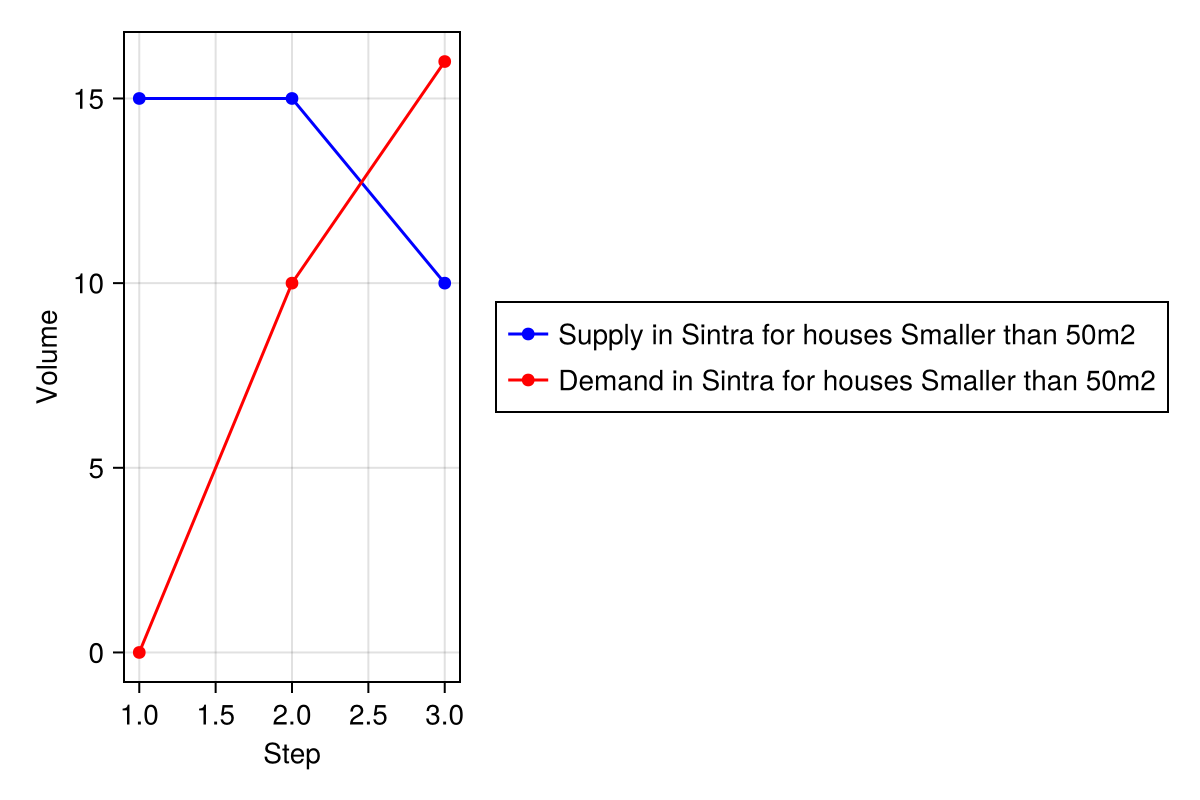 15
10
5
0
Volume
1.0 1.5 2.0 2.5 3.0
Step
Supply in Sintra for houses Smaller than 50m2
Demand in Sintra for houses Smaller than 50m2